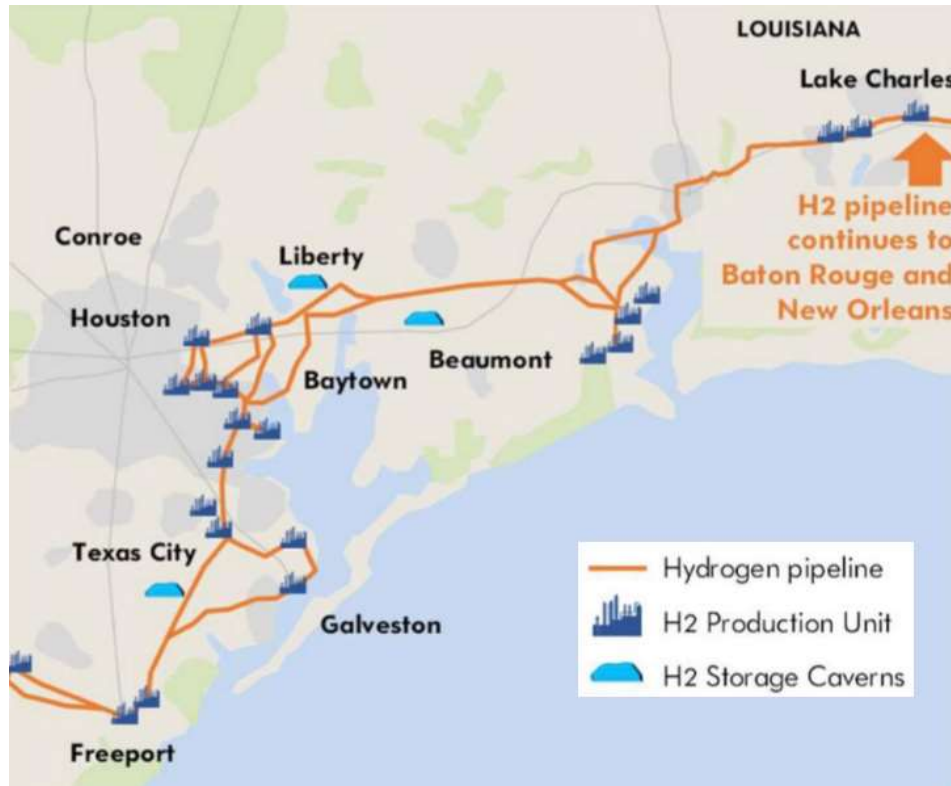 LOUISIANA
Lake Charles
H2 pipeline
continues to
Baton Rouge and
New Orleans
Conroe
Liberty
Houston
Baytown
Beaumont
Texas City
Galveston
Freeport
Hydrogen pipeline
H2 Production Unit
H2 Storage Caverns